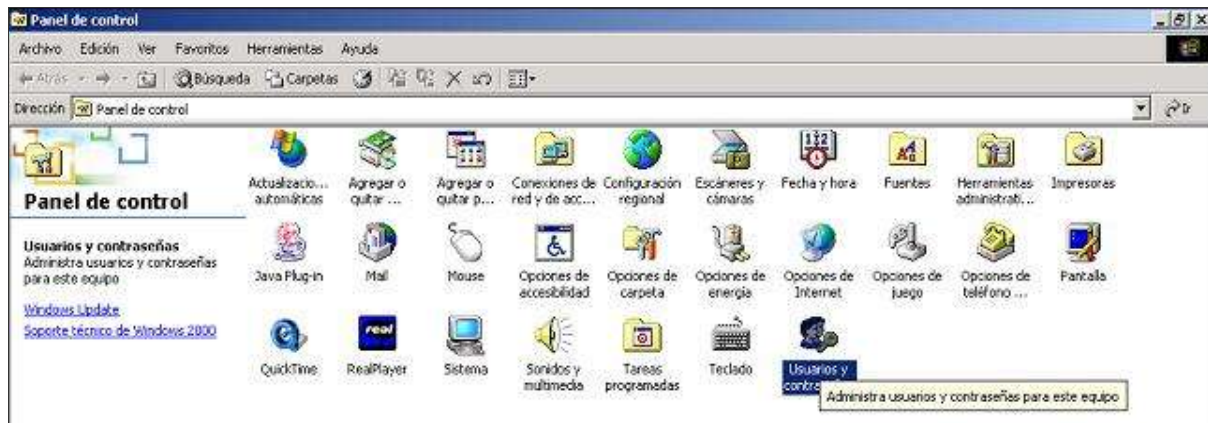 Panel de control
Archivo Edición Ver Favoritos Herramientas Ayuda
Atrás Búsqueda Carpetas
Dirección Panel de control Ir
Panel de control
Usuarios y contraseñas
Administra usuarios y contraseñas
para este equipo
Windows Update
Soporte técnico de Windows 2000
Actualizacio... Agregar o Agregar o Conexiones de Configuración Escáneres y Fecha y hora Fuentes Herramientas Impresoras
automáticas quitar ... quitar p... red y de acc... regional cámaras administrati...
Java Plug-in Mail Mouse Opciones de Opciones de Opciones de Opciones de Opciones de Opciones de Pantalla
accesibilidad carpeta energía Internet juego teléfono ...
real
QuickTime RealPlayer Sistema Sonidos y Tareas Teclado Usuarios y
multimedia programadas
Administra usuarios y contraseñas para este equipo